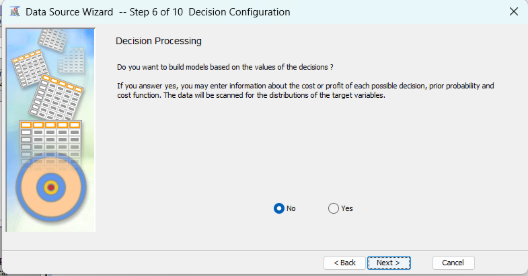 Data Source Wizard -- Step 6 of 10 Decision Configuration
Decision Processing
Do you want to build models based on the values of the decisions ?
If you answer yes, you may enter information about the cost or profit of each possible decision, prior probability and
cost function. The data will be scanned for the distributions of the target variables.
No
Yes
< Back
Next >
Cancel